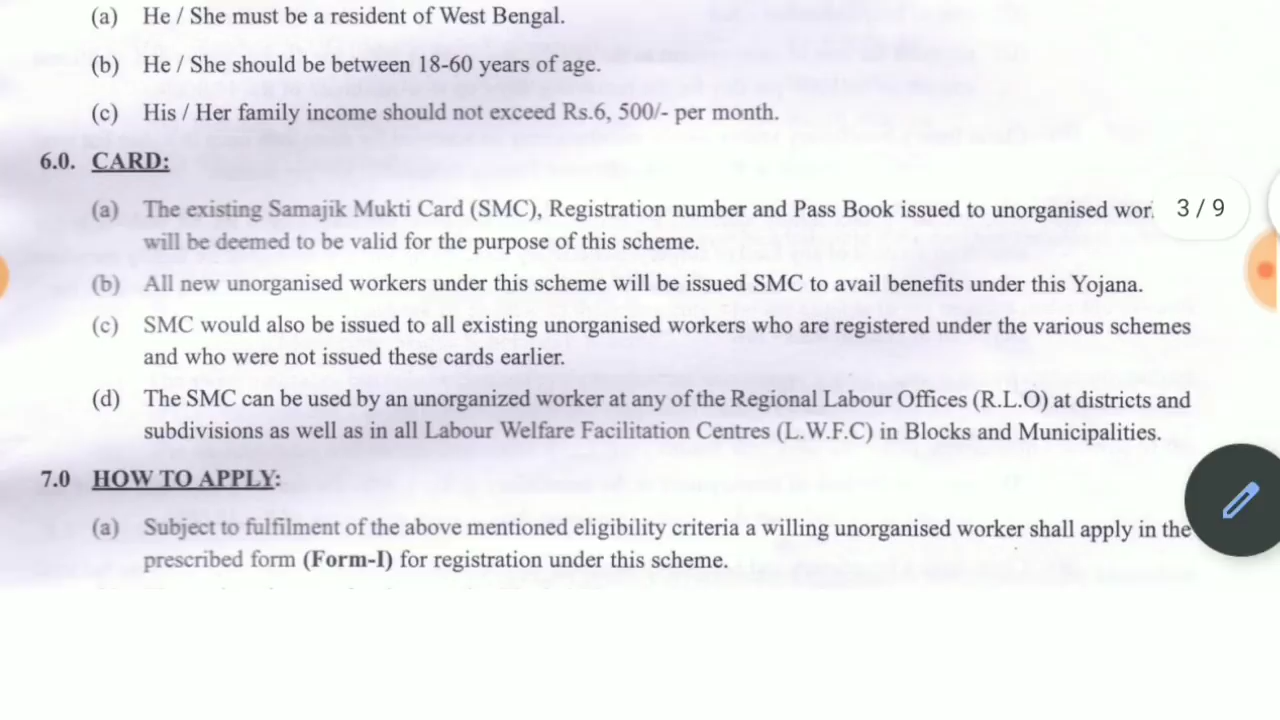 (a) He / She must be a resident of West Bengal.
(b) He / She should be between 18-60 years of age.
(c) His / Her family income should not exceed Rs.6, 500/- per month.
6.0. CARD:
(a) The existing Samajik Mukti Card (SMC), Registration number and Pass Book issued to unorganised wor
3 / 9
will be deemed to be valid for the purpose of this scheme.
(b) All new unorganised workers under this scheme will be issued SMC to avail benefits under this Yojana.
(c) SMC would also be issued to all existing unorganised workers who are registered under the various schemes
and who were not issued these cards earlier.
(d) The SMC can be used by an unorganized worker at any of the Regional Labour Offices (R.L.O) at districts and
subdivisions as well as in all Labour Welfare Facilitation Centres (L.W.F.C) in Blocks and Municipalities.
7.0 HOW TO APPLY:
(a) Subject to fulfilment of the above mentioned eligibility criteria a willing unorganised worker shall apply in the
prescribed form (Form-I) for registration under this scheme.